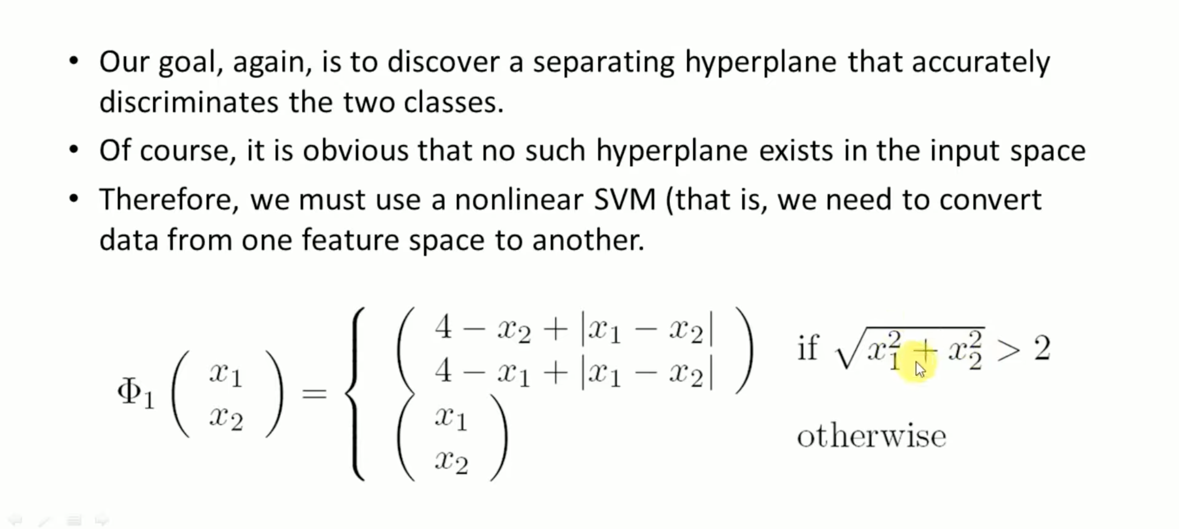 • Our goal, again, is to discover a separating hyperplane that accurately
discriminates the two classes.
• Of course, it is obvious that no such hyperplane exists in the input space
• Therefore, we must use a nonlinear SVM (that is, we need to convert
data from one feature space to another.
Φ₁ ( x₁ x₂ ) = { ( 4 − x₂ + |x₁ − x₂| 4 − x₁ + |x₁ − x₂| ) if √(x₁² + x₂²) > 2
( x₁ x₂ ) otherwise